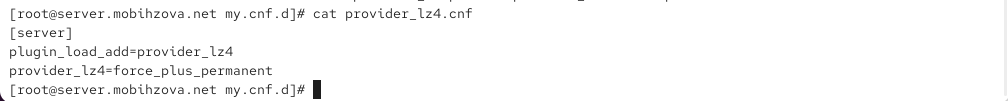 [root@server.mobihzova.net my.cnf.d]# cat provider_lz4.cnf
[server]
plugin_load_add=provider_lz4
provider_lz4=force_plus_permanent
[root@server.mobihzova.net my.cnf.d]#